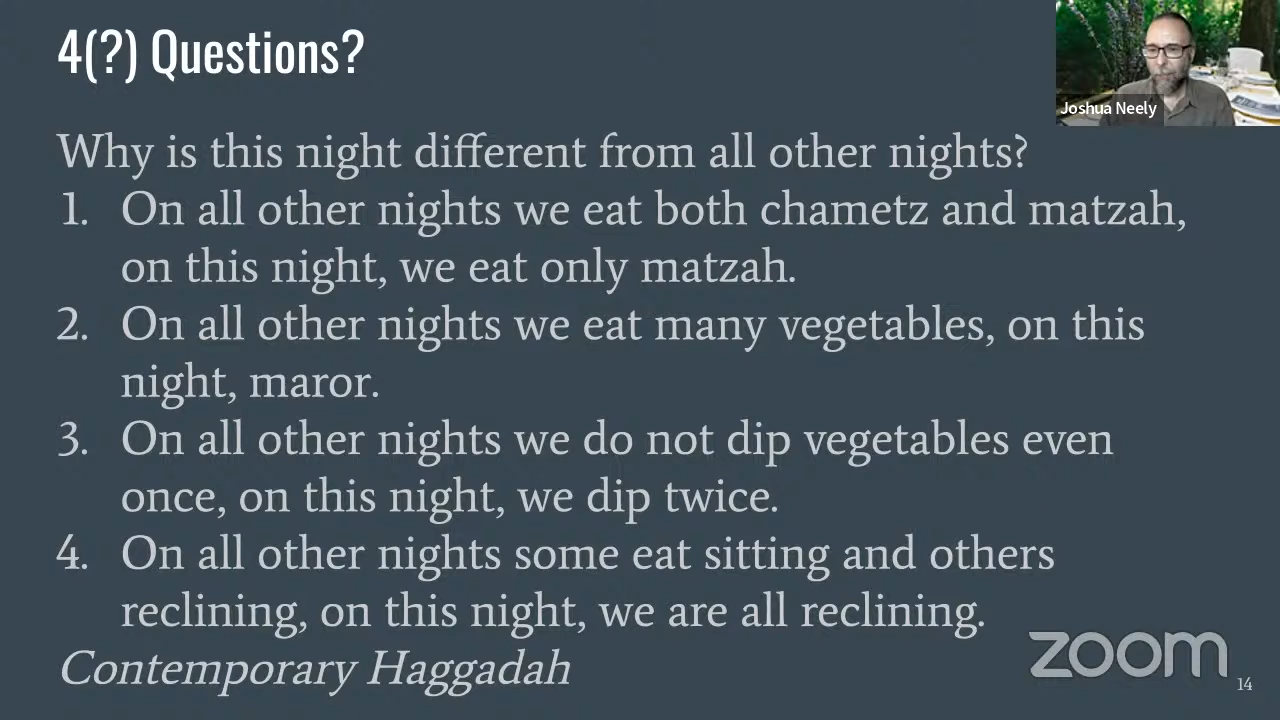 4(?) Questions?
Joshua Neely
Why is this night different from all other nights?
1. On all other nights we eat both chametz and matzah,
on this night, we eat only matzah.
2. On all other nights we eat many vegetables, on this
night, maror.
3. On all other nights we do not dip vegetables even
once, on this night, we dip twice.
4. On all other nights some eat sitting and others
reclining, on this night, we are all reclining.
Contemporary Haggadah
zoom
14